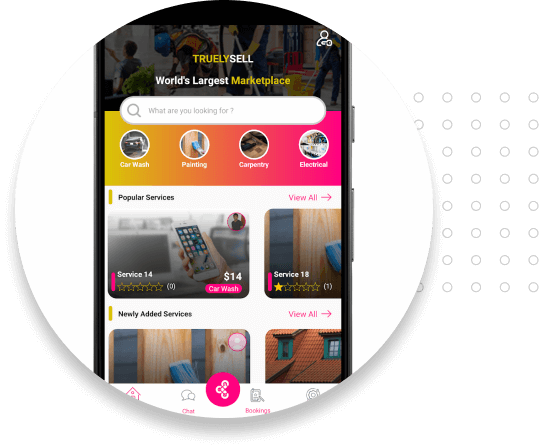 TRUELYSELL
World's Largest Marketplace
What are you looking for ?
Car Wash Painting Carpentry Electrical
Popular Services View All →
Service 14 $14 Service 18
(0) Car Wash (1)
Newly Added Services View All →
Chat Bookings